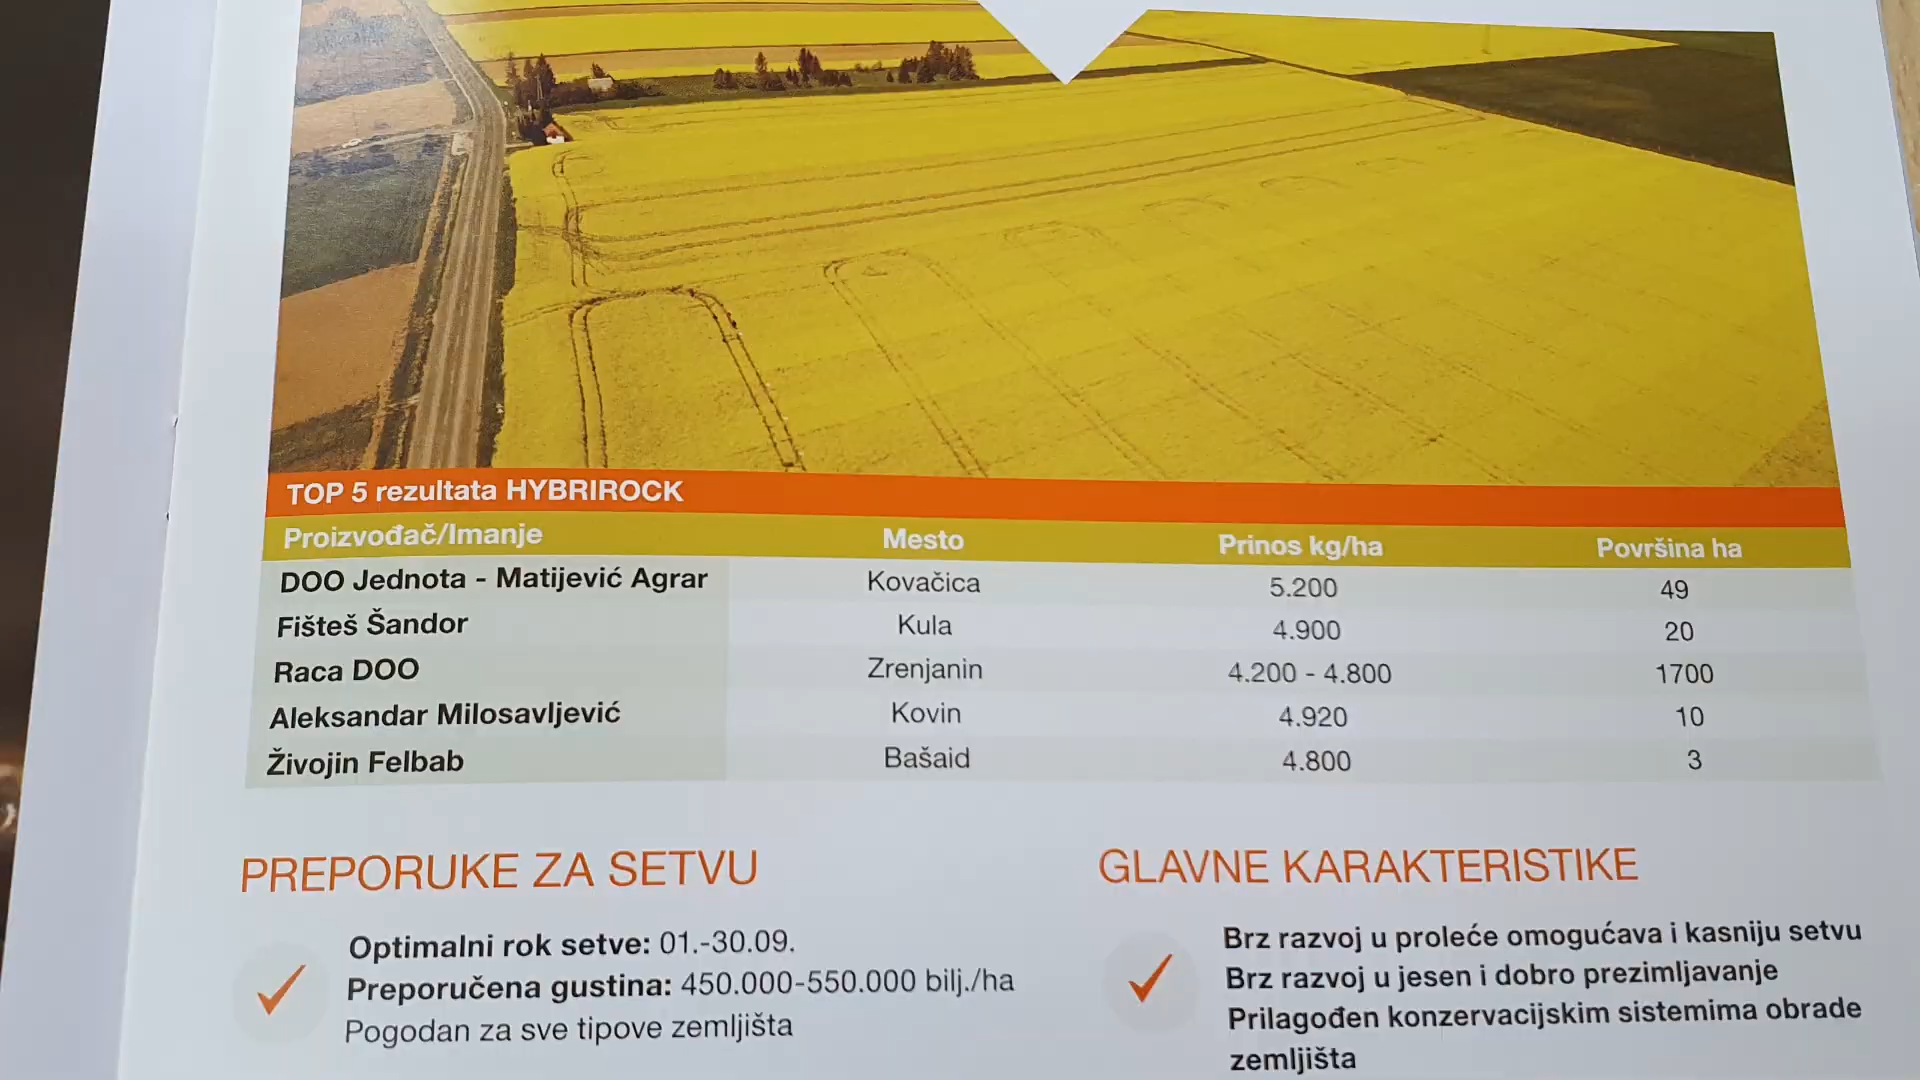 TOP 5 rezultata HYBRIROCK
Proizvođač/Imanje Mesto Prinos kg/ha Površina ha
DOO Jednota - Matijević Agrar Kovačica 5.200 49
Fišteš Šandor Kula 4.900 20
Raca DOO Zrenjanin 4.200 - 4.800 1700
Aleksandar Milosavljević Kovin 4.920 10
Živojin Felbab Bašaid 4.800 3
PREPORUKE ZA SETVU
Optimalni rok setve: 01.-30.09.
Preporučena gustina: 450.000-550.000 bilj./ha
Pogodan za sve tipove zemljišta
GLAVNE KARAKTERISTIKE
Brz razvoj u proleće omogućava i kasniju setvu
Brz razvoj u jesen i dobro prezimljavanje
Prilagođen konzervacijskim sistemima obrade
zemljišta